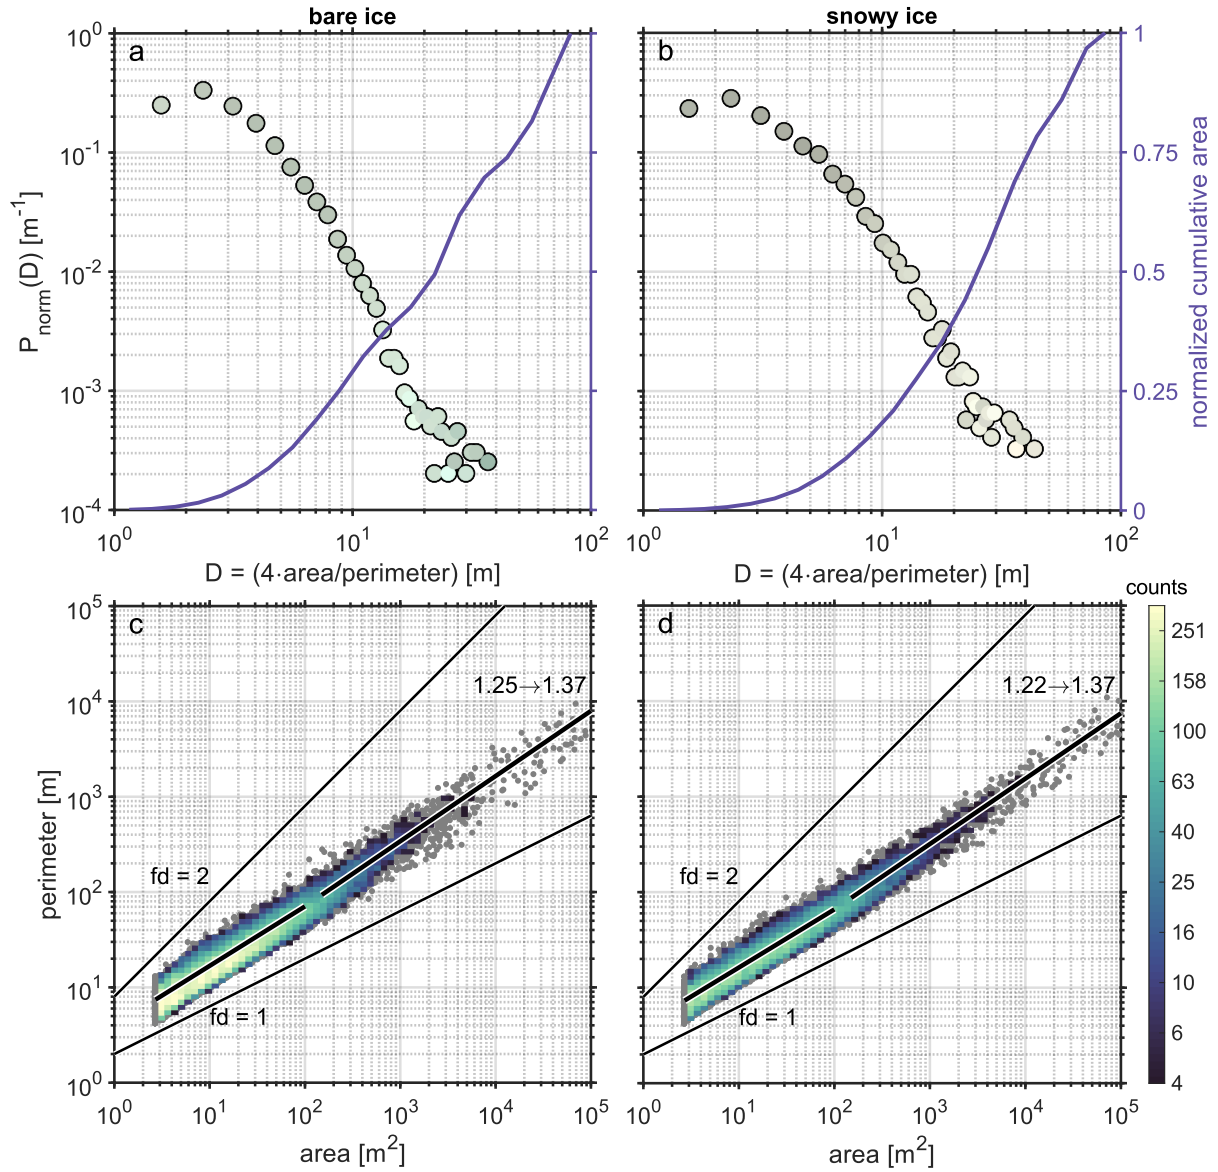 bare ice
snowy ice
a
b
10^0
10^-1
10^-2
10^-3
10^-4
P_norm(D) [m^-1]
1
0.75
0.5
0.25
0
normalized cumulative area
10^0 10^1 10^2
10^0 10^1 10^2
D = (4·area/perimeter) [m]
D = (4·area/perimeter) [m]
counts
c
d
10^5
10^4
10^3
10^2
10^1
10^0
perimeter [m]
1.25→1.37
1.22→1.37
fd = 2
fd = 2
fd = 1
fd = 1
251
158
100
63
40
25
16
10
6
4
10^0 10^1 10^2 10^3 10^4 10^5
10^0 10^1 10^2 10^3 10^4 10^5
area [m^2]
area [m^2]